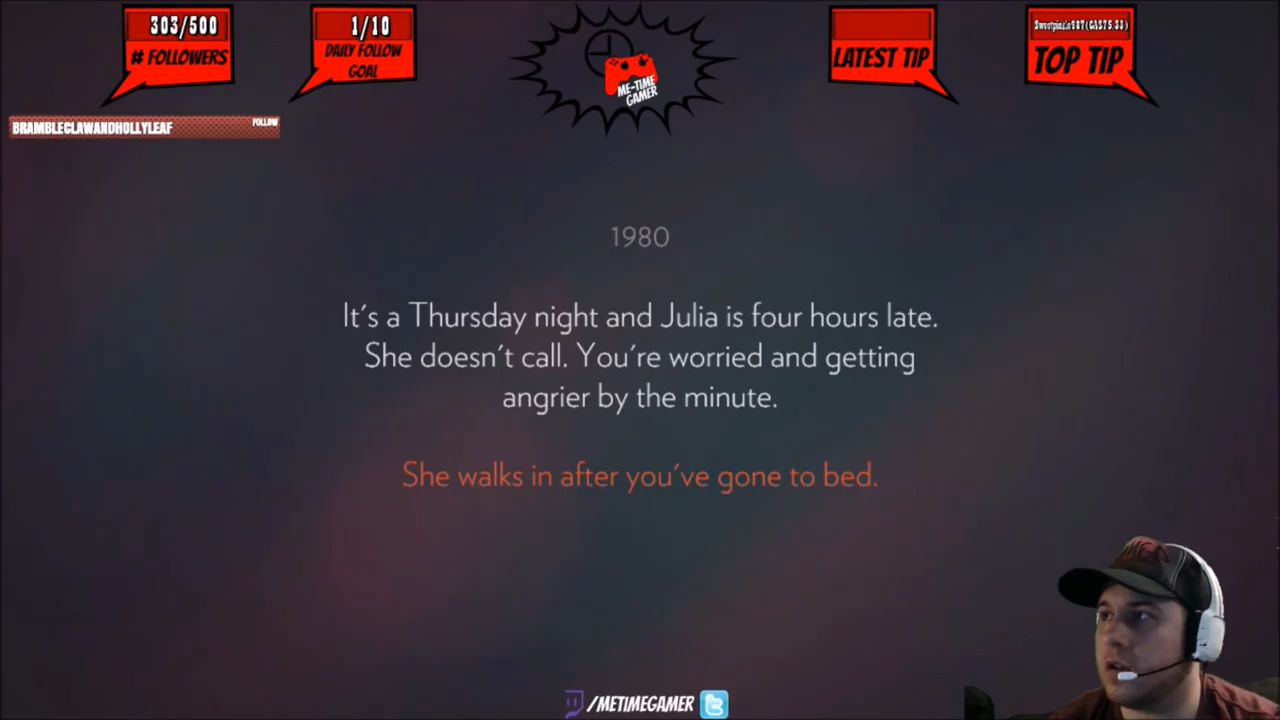 303/500
# FOLLOWERS
1/10
DAILY FOLLOW
GOAL
ME-TIME
GAMER
LATEST TIP
TOP TIP
BRAMBLECLAWANDHOLLYLEAF
FOLLOW
1980
It's a Thursday night and Julia is four hours late.
She doesn't call. You're worried and getting
angrier by the minute.
She walks in after you've gone to bed.
/METIMEGAMER